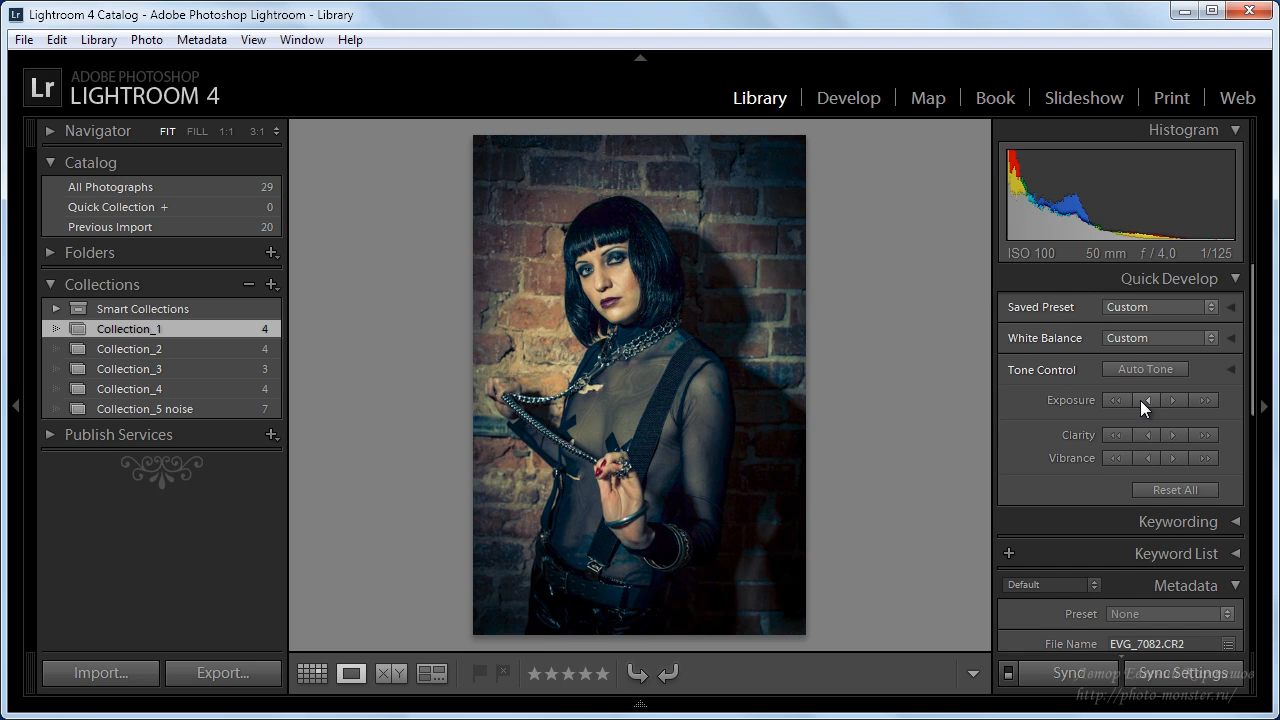 Lightroom 4 Catalog - Adobe Photoshop Lightroom - Library
File Edit Library Photo Metadata View Window Help
Lr ADOBE PHOTOSHOP
LIGHTROOM 4
Library Develop Map Book Slideshow Print Web
Navigator FIT FILL 1:1 3:1
Catalog
All Photographs 29
Quick Collection + 0
Previous Import 20
Folders
Collections
Smart Collections
Collection_1 4
Collection_2 4
Collection_3 3
Collection_4 4
Collection_5 noise 7
Publish Services
Import... Export...
XY
Histogram
ISO 100 50 mm ƒ / 4.0 1/125
Quick Develop
Saved Preset Custom
White Balance Custom
Tone Control Auto Tone
Exposure
Clarity
Vibrance
Reset All
Keywording
Keyword List
Default Metadata
Preset None
File Name EVG_7082.CR2
Sync Sync Settings
Автор Евгений Карташов
http://photo-monster.ru/